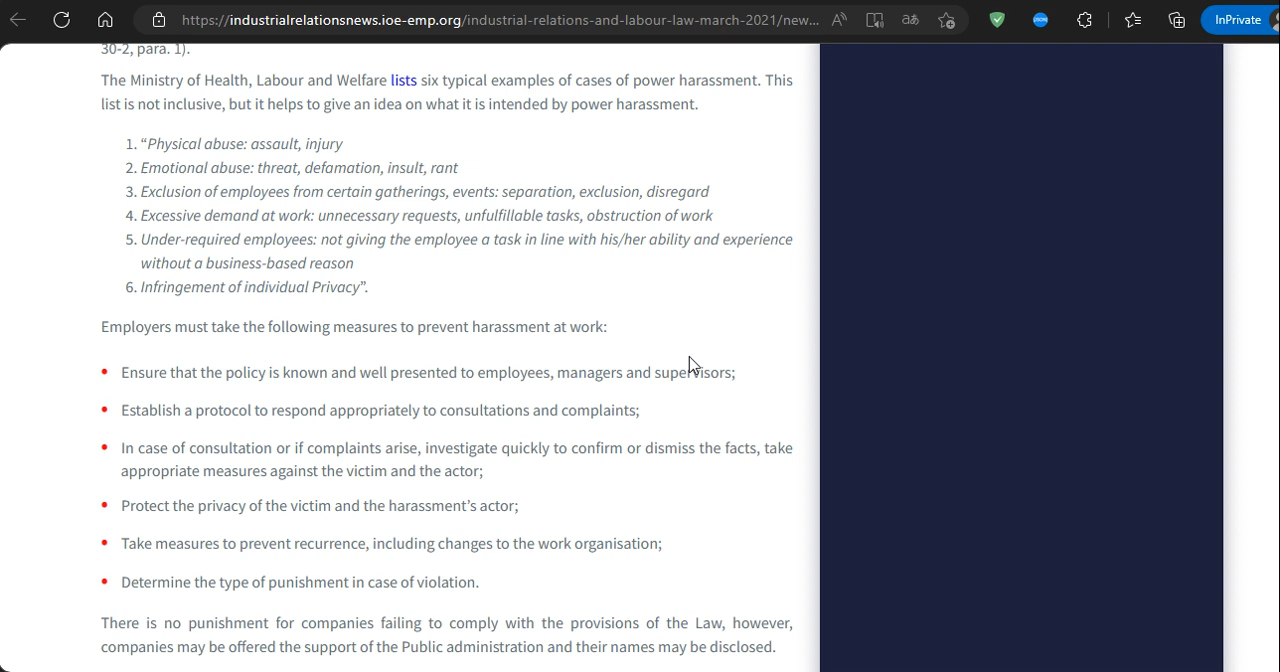 https://industrialrelationsnews.ioe-emp.org/industrial-relations-and-labour-law-march-2021/new...
InPrivate
30-2, para. 1).
The Ministry of Health, Labour and Welfare lists six typical examples of cases of power harassment. This
list is not inclusive, but it helps to give an idea on what it is intended by power harassment.
1. “Physical abuse: assault, injury
2. Emotional abuse: threat, defamation, insult, rant
3. Exclusion of employees from certain gatherings, events: separation, exclusion, disregard
4. Excessive demand at work: unnecessary requests, unfulfillable tasks, obstruction of work
5. Under-required employees: not giving the employee a task in line with his/her ability and experience
without a business-based reason
6. Infringement of individual Privacy”.
Employers must take the following measures to prevent harassment at work:
• Ensure that the policy is known and well presented to employees, managers and supervisors;
• Establish a protocol to respond appropriately to consultations and complaints;
• In case of consultation or if complaints arise, investigate quickly to confirm or dismiss the facts, take
appropriate measures against the victim and the actor;
• Protect the privacy of the victim and the harassment’s actor;
• Take measures to prevent recurrence, including changes to the work organisation;
• Determine the type of punishment in case of violation.
There is no punishment for companies failing to comply with the provisions of the Law, however,
companies may be offered the support of the Public administration and their names may be disclosed.